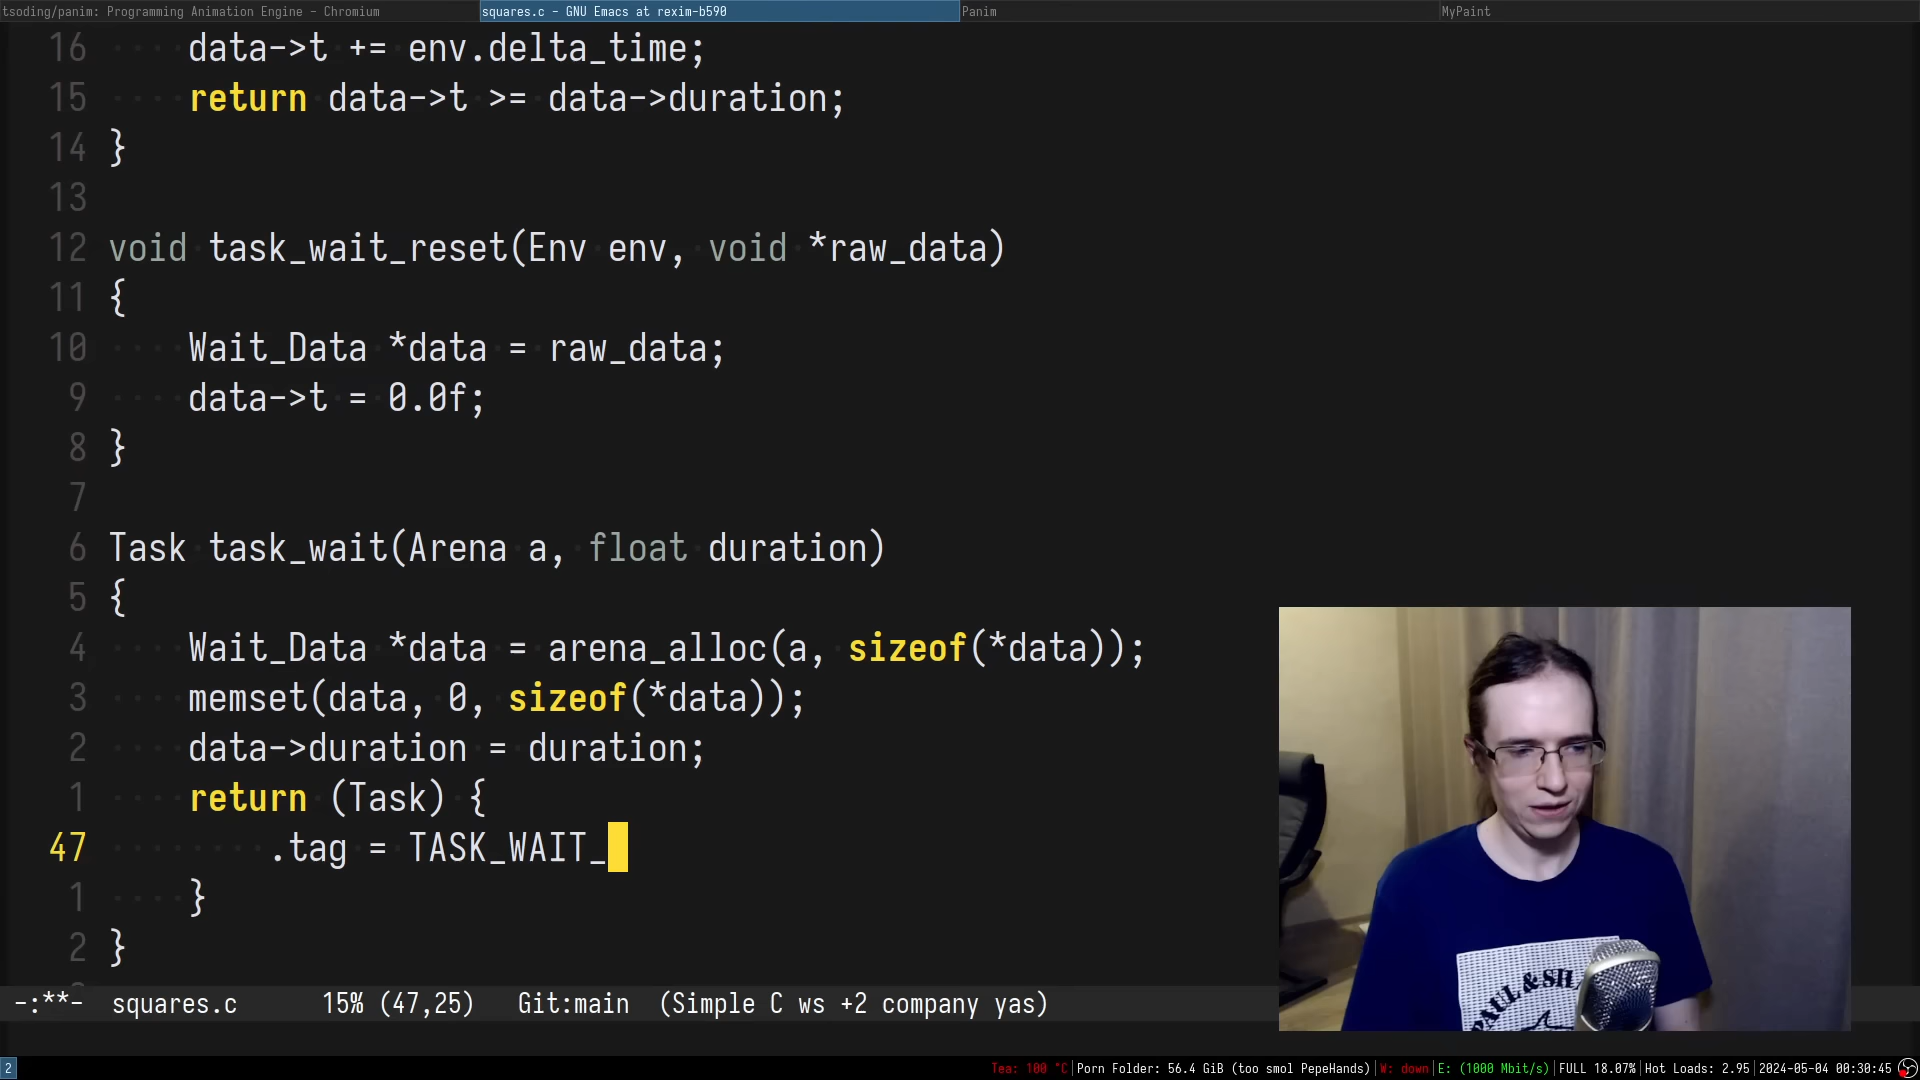 tsoding/panim: Programming Animation Engine - Chromium
squares.c - GNU Emacs at rexim-b590
Panim
MyPaint
16 data->t += env.delta_time;
15 return data->t >= data->duration;
14 }
13
12 void task_wait_reset(Env env, void *raw_data)
11 {
10 Wait_Data *data = raw_data;
9 data->t = 0.0f;
8 }
7
6 Task task_wait(Arena a, float duration)
5 {
4 Wait_Data *data = arena_alloc(a, sizeof(*data));
3 memset(data, 0, sizeof(*data));
2 data->duration = duration;
1 return (Task) {
47 .tag = TASK_WAIT_
1 }
2 }
PAUL & SH
-:**- squares.c 15% (47,25) Git:main (Simple C ws +2 company yas)
2
Tea: 100 °C|Porn Folder: 56.4 GiB (too smol PepeHands)|W: down|E: (1000 Mbit/s)|FULL 18.07%|Hot Loads: 2.95|2024-05-04 00:30:45